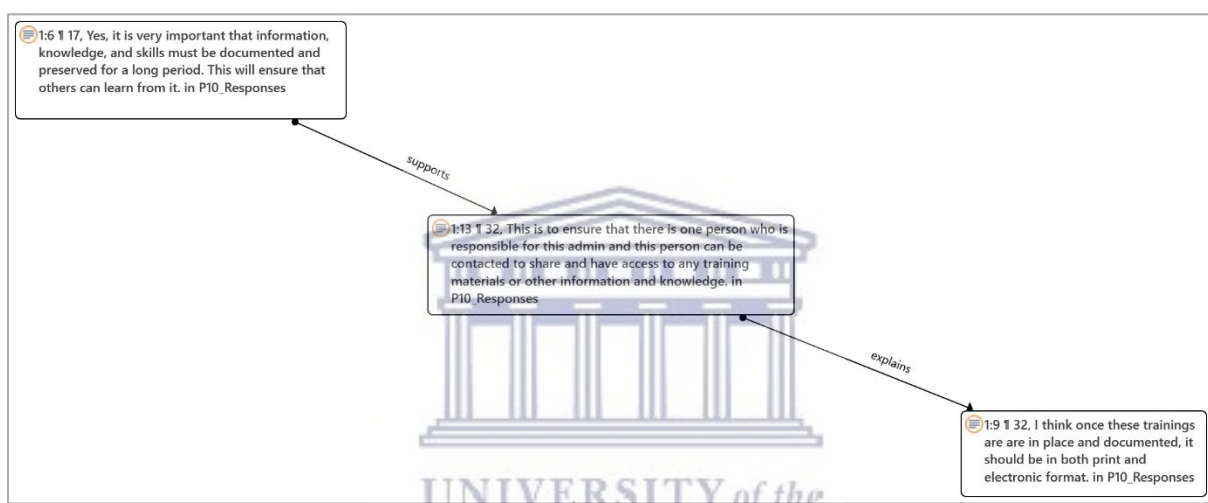 1:6 ¶ 17, Yes, it is very important that information,
knowledge, and skills must be documented and
preserved for a long period. This will ensure that
others can learn from it. in P10_Responses
supports
1:13 ¶ 32, This is to ensure that there is one person who is
responsible for this admin and this person can be
contacted to share and have access to any training
materials or other information and knowledge. in
P10_Responses
explains
1:9 ¶ 32, I think once these trainings
are are in place and documented, it
should be in both print and
electronic format. in P10_Responses
UNIVERSITY of the